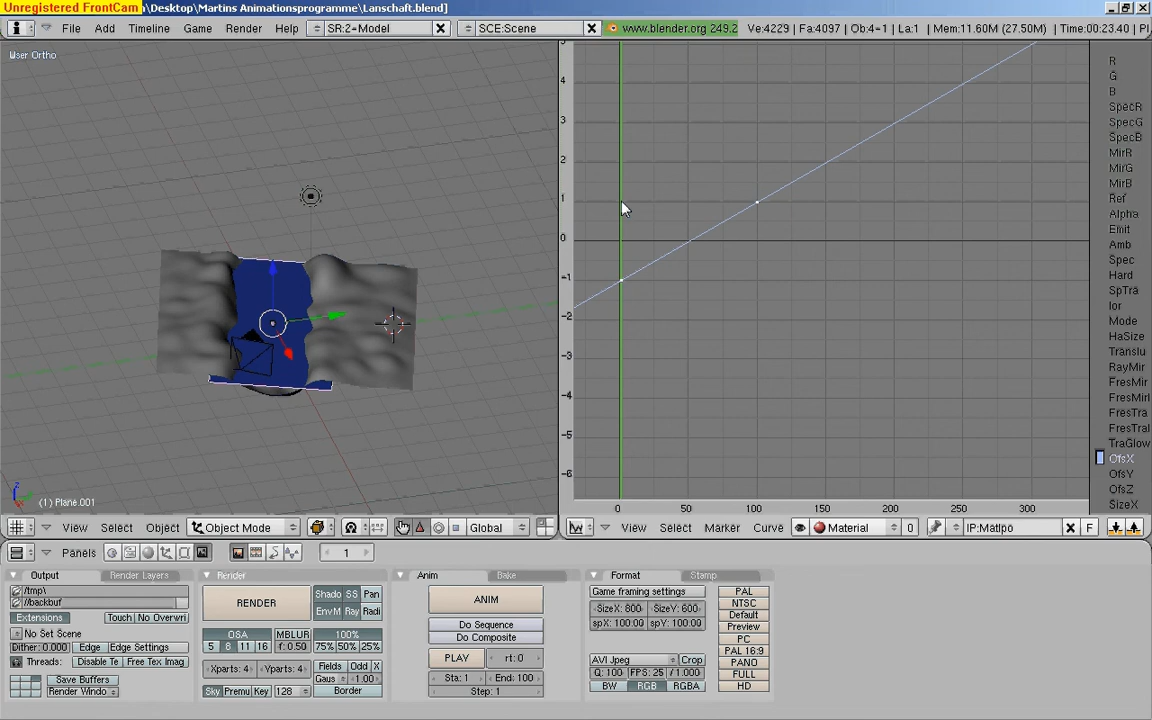 Unregistered FrontCam \Desktop\Martins Animationsprogramme\Lanschaft.blend]
File Add Timeline Game Render Help SR:2-Model SCE:Scene www.blender.org 249.2 Ve:4229 | Fa:4097 | Ob:4-1 | La:1 | Mem:11.60M (27.50M) | Time:00:23.40 | Pl
User Ortho
(1) Plane.001
5
4
3
2
1
0
-1
-2
-3
-4
-5
-6
0 50 100 150 200 250 300
R
G
B
SpecR
SpecG
SpecB
MirR
MirG
MirB
Ref
Alpha
Emit
Amb
Spec
Hard
SpTra
Ior
Mode
HaSize
Translu
RayMir
FresMir
FresMirI
FresTra
FresTraI
TraGlow
OfsX
OfsY
OfsZ
SizeX
View Select Object Object Mode Global
View Select Marker Curve Material 0 IP:MatIpo F
Panels 1
Output Render Layers
/tmp\
//backbuf
Extensions Touch No Overwri
No Set Scene
Dither: 0.000 Edge Edge Settings
Threads: Disable Te Free Tex Imag
Save Buffers
Render Windo
Render
RENDER
Shado SS Pan
EnvM Ray Radi
OSA MBLUR 100%
5 8 11 16 Bf: 0.50 75% 50% 25%
Xparts: 4 Yparts: 4 Fields Odd X
Gaus 1.00
Sky Premu Key 128 Border
Anim Bake
ANIM
Do Sequence
Do Composite
PLAY rt: 0
Sta: 1 End: 100
Step: 1
Format Stamp
Game framing settings
SizeX: 800 SizeY: 600
AVI Jpeg Crop
Q: 100 FPS: 25 / 1.000
BW RGB RGBA
PAL
NTSC
Default
Preview
PC
PAL 16:9
PANO
FULL
HD